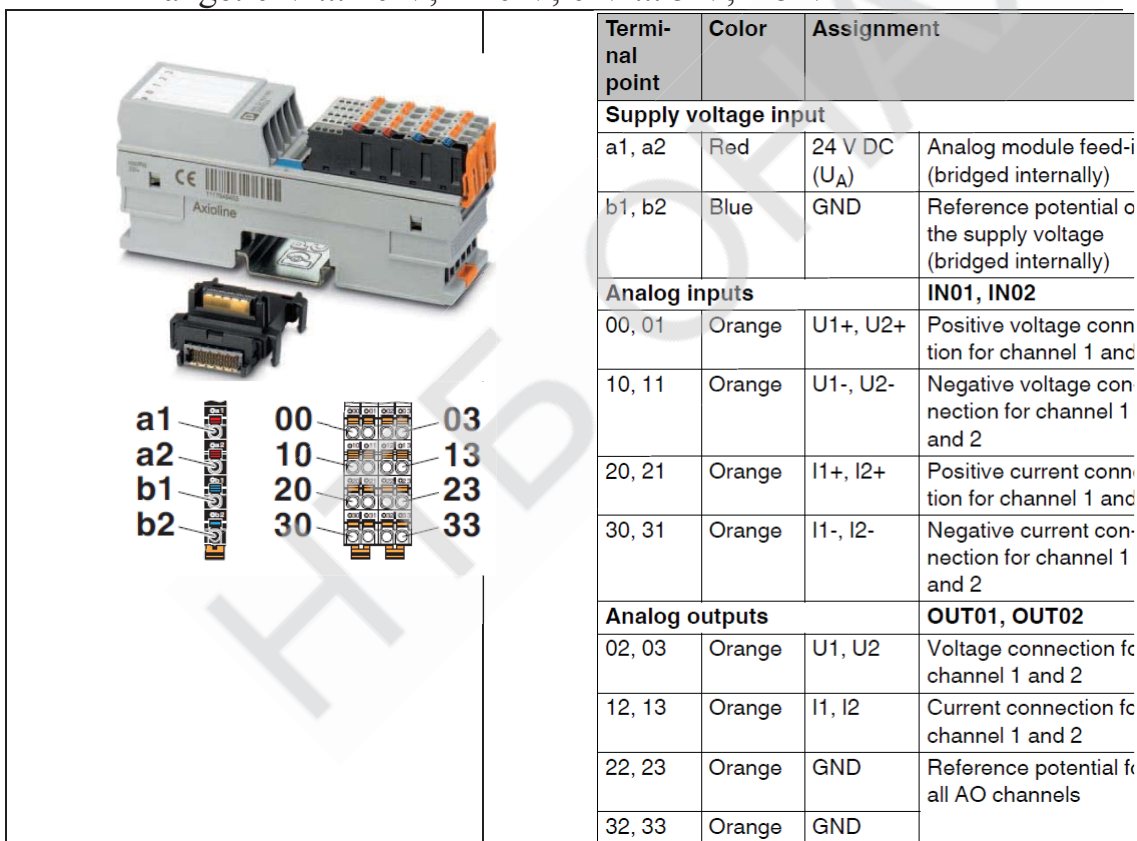 Termi-
nal
point
Color
Assignment
Supply voltage input
a1, a2
Red
24 V DC
(UA)
Analog module feed-i
(bridged internally)
b1, b2
Blue
GND
Reference potential o
the supply voltage
(bridged internally)
Analog inputs
IN01, IN02
00, 01
Orange
U1+, U2+
Positive voltage conn
tion for channel 1 and
10, 11
Orange
U1-, U2-
Negative voltage con-
nection for channel 1
and 2
20, 21
Orange
I1+, I2+
Positive current conne
tion for channel 1 and
30, 31
Orange
I1-, I2-
Negative current con-
nection for channel 1
and 2
Analog outputs
OUT01, OUT02
02, 03
Orange
U1, U2
Voltage connection fo
channel 1 and 2
12, 13
Orange
I1, I2
Current connection fo
channel 1 and 2
22, 23
Orange
GND
Reference potential fo
all AO channels
32, 33
Orange
GND
CE
Axioline
a1
a2
b1
b2
00
10
20
30
03
13
23
33
НТБ ОНАХ